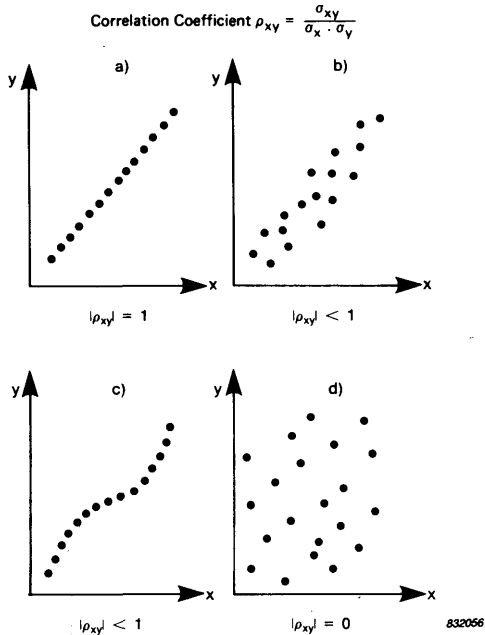 Correlation Coefficient ρxy = σxy / σx · σy
a)
b)
y
y
x
x
|ρxy| = 1
|ρxy| < 1
c)
d)
y
y
x
x
|ρxy| < 1
|ρxy| = 0
832056